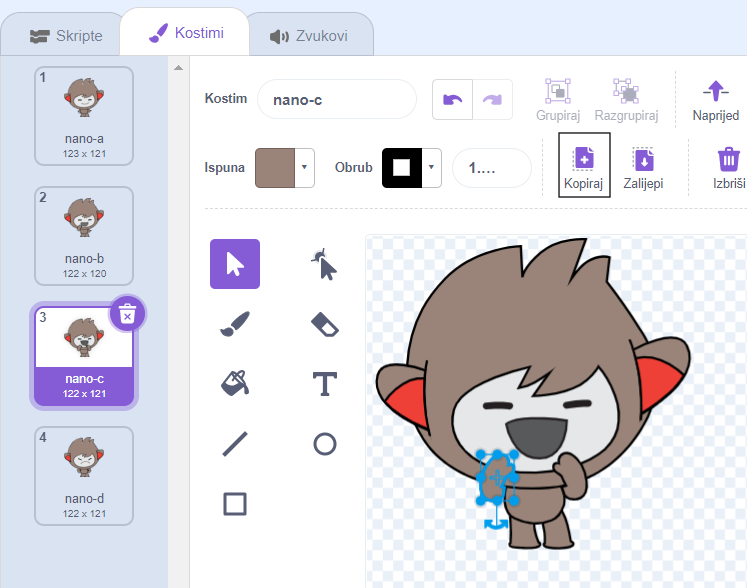 Skripte
Kostimi
Zvukovi
1
nano-a
123 x 121
2
nano-b
122 x 120
3
nano-c
122 x 121
4
nano-d
122 x 121
Kostim
nano-c
Grupiraj
Razgrupiraj
Naprijed
Ispuna
Obrub
1....
Kopiraj
Zalijepi
Izbriši
T